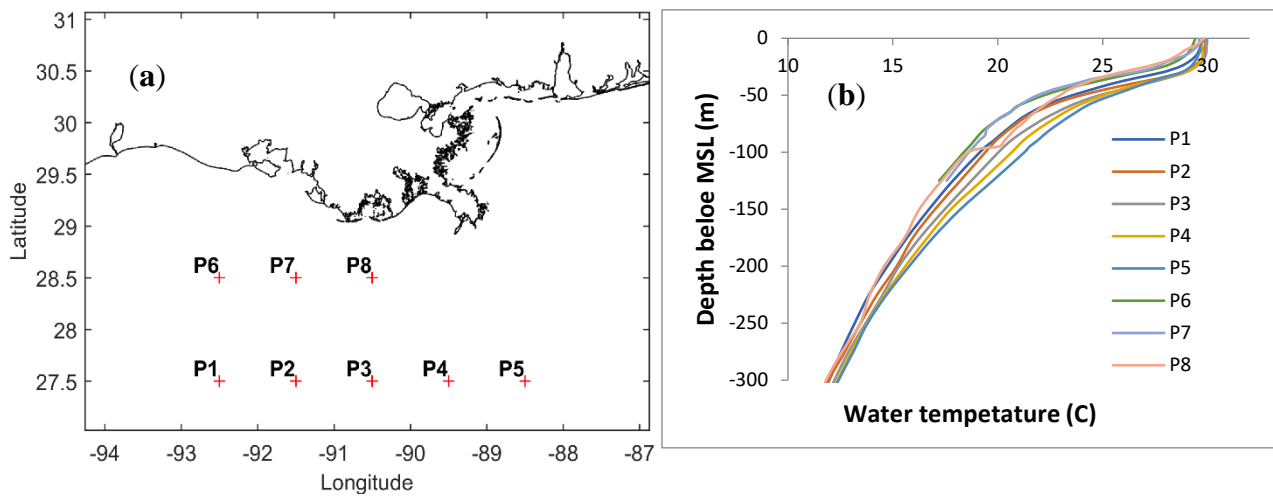 (a)
Latitude
31
30.5
30
29.5
29
28.5
28
27.5
P6 P7 P8
P1 P2 P3 P4 P5
-94 -93 -92 -91 -90 -89 -88 -87
Longitude
(b)
10 15 20 25 30
Depth beloe MSL (m)
0
-50
-100
-150
-200
-250
-300
Water tempetature (C)
P1
P2
P3
P4
P5
P6
P7
P8